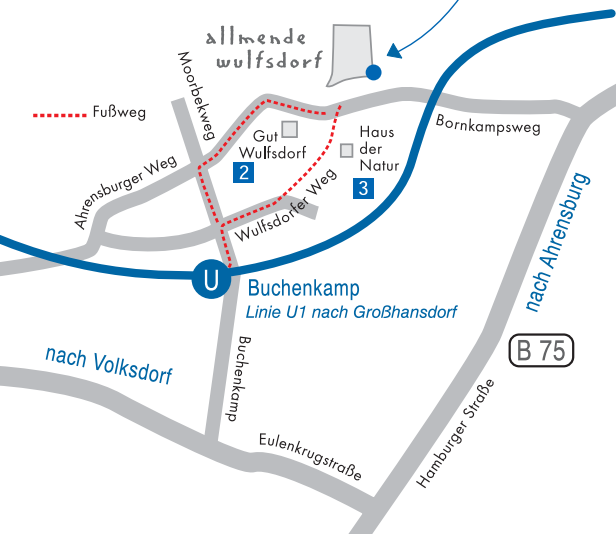 allmende
wulfsdorf
Moorbekweg
Fußweg
Bornkampsweg
Gut
Wulfsdorf
2
Haus
der
Natur
3
Ahrensburger Weg
Wulfsdorfer Weg
nach Ahrensburg
U
Buchenkamp
Linie U1 nach Großhansdorf
B 75
nach Volksdorf
Buchenkamp
Hamburger Straße
Eulenkrugstraße